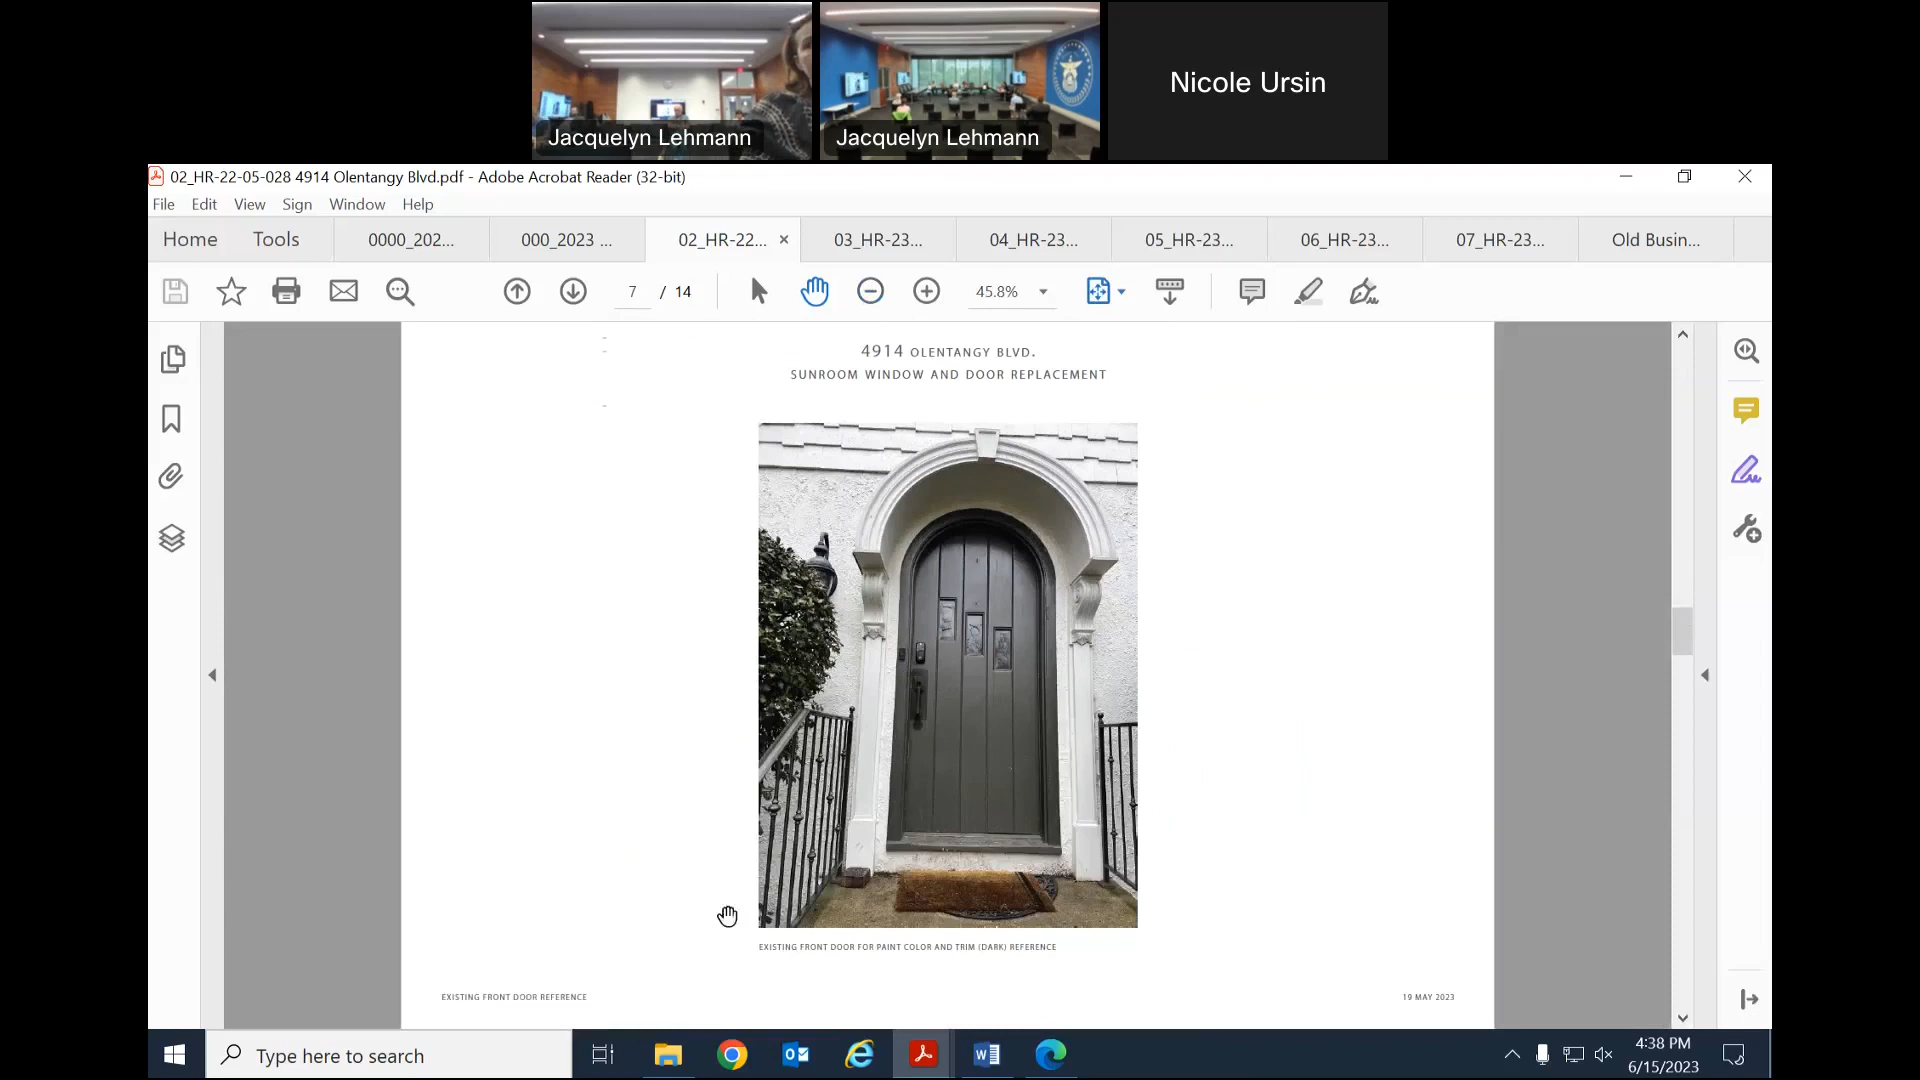 Jacquelyn Lehmann
Jacquelyn Lehmann
Nicole Ursin
02_HR-22-05-028 4914 Olentangy Blvd.pdf - Adobe Acrobat Reader (32-bit)
File Edit View Sign Window Help
Home Tools 0000_202... 000_2023 ... 02_HR-22... 03_HR-23... 04_HR-23... 05_HR-23... 06_HR-23... 07_HR-23... Old Busin...
7 / 14 45.8%
4914 OLENTANGY BLVD.
SUNROOM WINDOW AND DOOR REPLACEMENT
EXISTING FRONT DOOR FOR PAINT COLOR AND TRIM (DARK) REFERENCE
EXISTING FRONT DOOR REFERENCE 19 MAY 2023
Type here to search
4:38 PM
6/15/2023